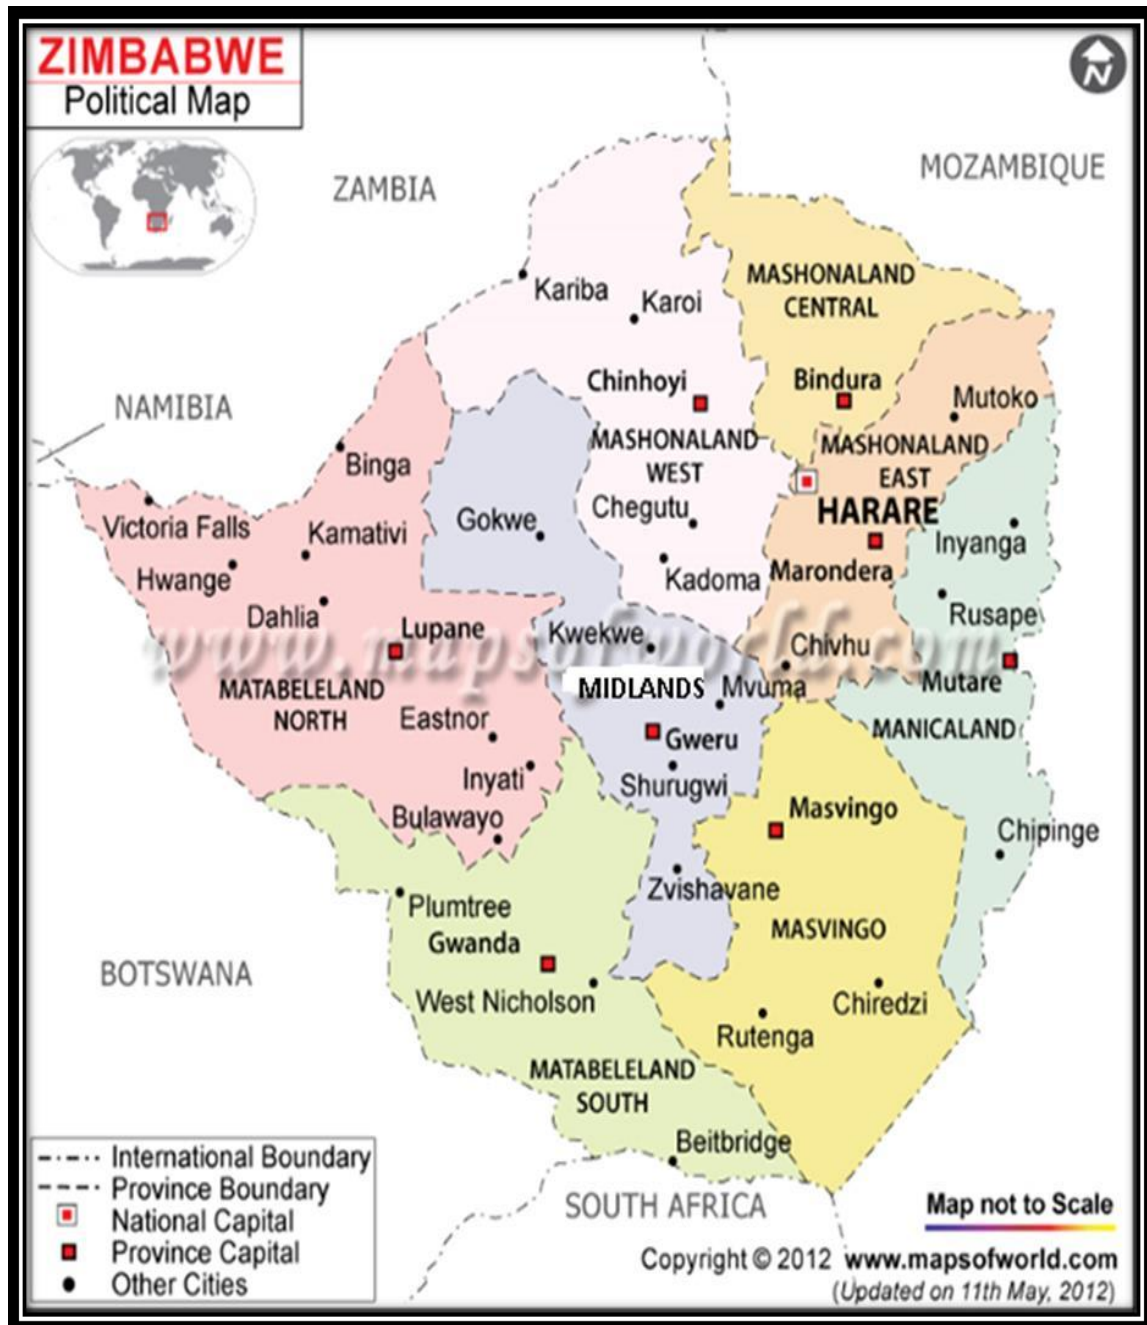 ZIMBABWE
Political Map
N
ZAMBIA
MOZAMBIQUE
NAMIBIA
Kariba
Karoi
MASHONALAND
CENTRAL
Chinhoyi
Bindura
Mutoko
MASHONALAND
WEST
MASHONALAND
EAST
Binga
Victoria Falls
Kamativi
Gokwe
Chegutu
HARARE
Inyanga
Hwange
Kadoma
Marondera
Dahlia
Rusape
Lupane
Kwekwe
Chivhu
www.mapsofworld.com
MATABELELAND
NORTH
MIDLANDS
Mvuma
Mutare
Eastnor
Gweru
MANICALAND
Inyati
Shurugwi
Bulawayo
Masvingo
Chipinge
Zvishavane
Plumtree
Gwanda
MASVINGO
BOTSWANA
West Nicholson
Chiredzi
Rutenga
MATABELELAND
SOUTH
Beitbridge
SOUTH AFRICA
International Boundary
Province Boundary
National Capital
Province Capital
Other Cities
Map not to Scale
Copyright © 2012 www.mapsofworld.com
(Updated on 11th May, 2012)